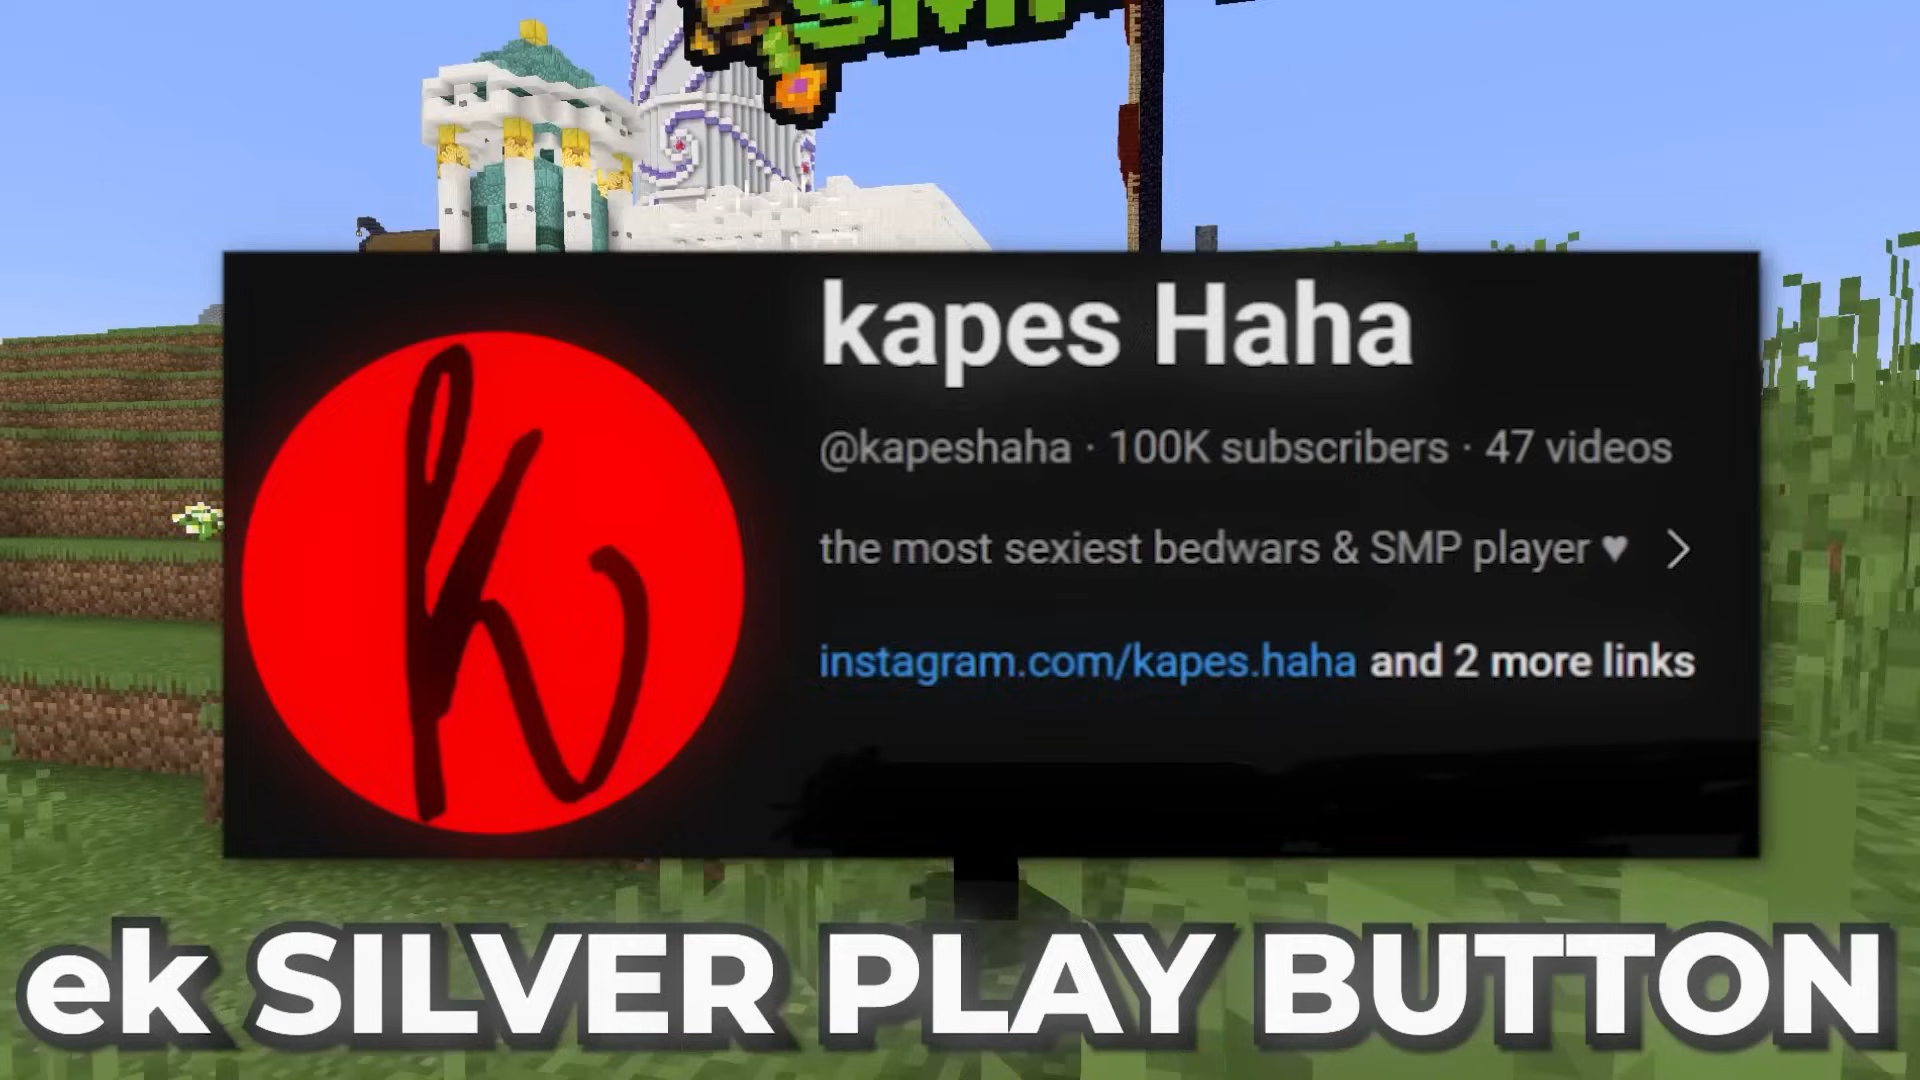 SMP
kapes Haha
@kapeshaha · 100K subscribers · 47 videos
the most sexiest bedwars & SMP player ♥
instagram.com/kapes.haha and 2 more links
ek SILVER PLAY BUTTON